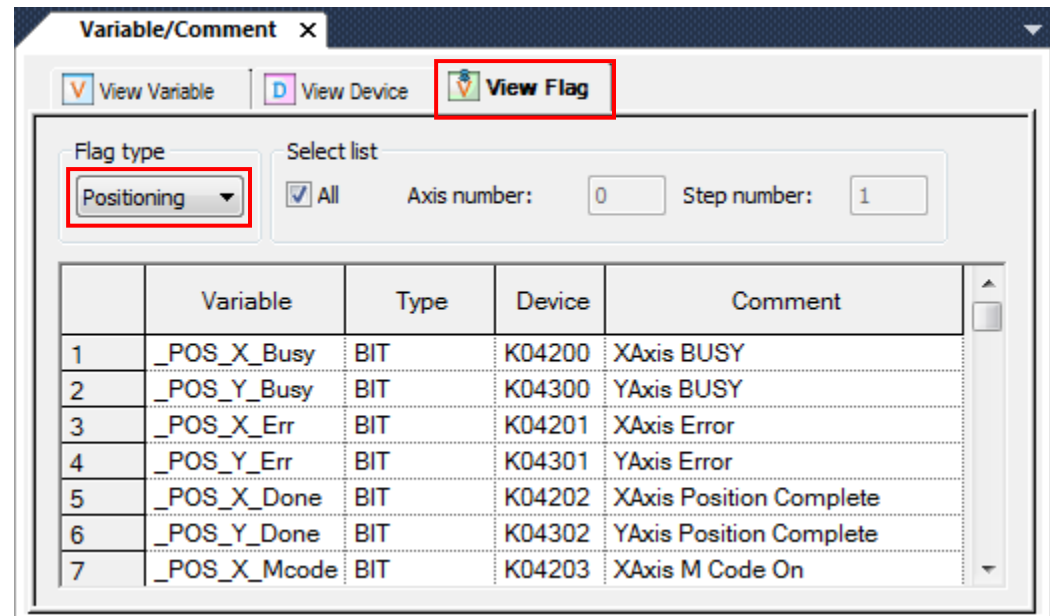 Variable/Comment X
V View Variable D View Device V View Flag
Flag type Select list
Positioning All Axis number: 0 Step number: 1
Variable Type Device Comment
1 _POS_X_Busy BIT K04200 XAxis BUSY
2 _POS_Y_Busy BIT K04300 YAxis BUSY
3 _POS_X_Err BIT K04201 XAxis Error
4 _POS_Y_Err BIT K04301 YAxis Error
5 _POS_X_Done BIT K04202 XAxis Position Complete
6 _POS_Y_Done BIT K04302 YAxis Position Complete
7 _POS_X_Mcode BIT K04203 XAxis M Code On